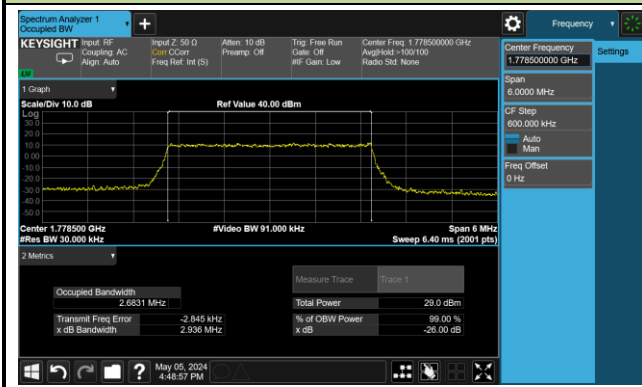 Spectrum Analyzer 1
Occupied BW
Frequency
KEYSIGHT
Input: RF
Coupling: AC
Align: Auto
Input Z: 50 Ω
Corr CCorr
Freq Ref: Int (S)
Atten: 10 dB
Preamp: Off
Trig: Free Run
Gate: Off
#IF Gain: Low
Center Freq: 1.778500000 GHz
Avg|Hold:>100/100
Radio Std: None
Center Frequency
1.778500000 GHz
Settings
Span
6.0000 MHz
CF Step
600.000 kHz
Auto
Man
Freq Offset
0 Hz
1 Graph
Scale/Div 10.0 dB
Ref Value 40.00 dBm
Log
30.0
20.0
10.0
0.00
-10.0
-20.0
-30.0
-40.0
-50.0
Center 1.778500 GHz
#Video BW 91.000 kHz
Span 6 MHz
#Res BW 30.000 kHz
Sweep 6.40 ms (2001 pts)
2 Metrics
Measure Trace
Trace 1
Occupied Bandwidth
2.6831 MHz
Total Power
29.0 dBm
Transmit Freq Error
-2.845 kHz
% of OBW Power
99.00 %
x dB Bandwidth
2.936 MHz
x dB
-26.00 dB
May 05, 2024
4:48:57 PM